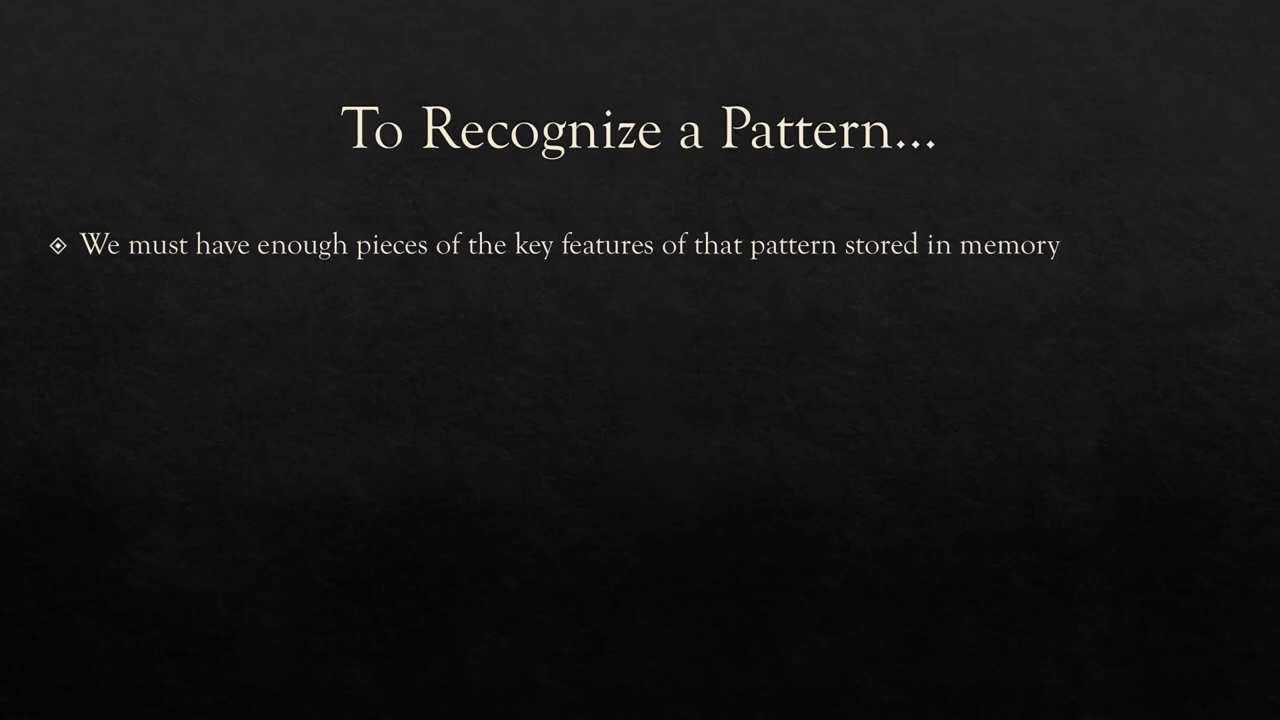 To Recognize a Pattern...
We must have enough pieces of the key features of that pattern stored in memory